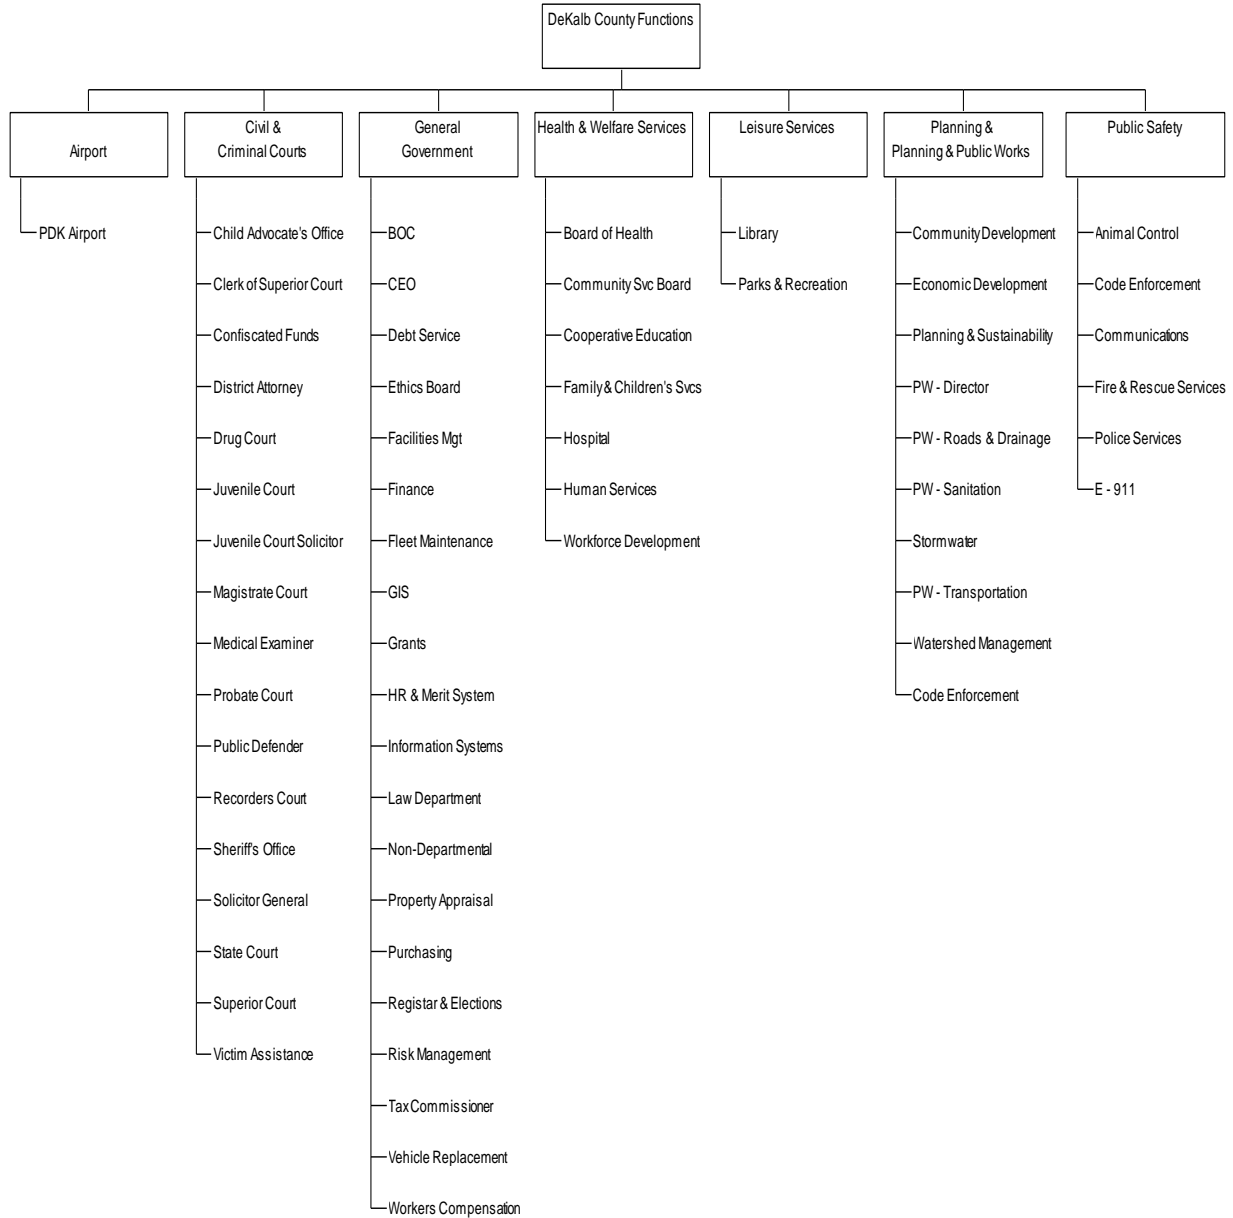 DeKalb County Functions
Airport
Civil &
Criminal Courts
General
Government
Health & Welfare Services
Leisure Services
Planning &
Planning & Public Works
Public Safety
PDK Airport
Child Advocate's Office
Clerk of Superior Court
Confiscated Funds
District Attorney
Drug Court
Juvenile Court
Juvenile Court Solicitor
Magistrate Court
Medical Examiner
Probate Court
Public Defender
Recorders Court
Sheriff's Office
Solicitor General
State Court
Superior Court
Victim Assistance
BOC
CEO
Debt Service
Ethics Board
Facilities Mgt
Finance
Fleet Maintenance
GIS
Grants
HR & Merit System
Information Systems
Law Department
Non-Departmental
Property Appraisal
Purchasing
Registar & Elections
Risk Management
Tax Commissioner
Vehicle Replacement
Workers Compensation
Board of Health
Community Svc Board
Cooperative Education
Family & Children's Svcs
Hospital
Human Services
Workforce Development
Library
Parks & Recreation
Community Development
Economic Development
Planning & Sustainability
PW - Director
PW - Roads & Drainage
PW - Sanitation
Stormwater
PW - Transportation
Watershed Management
Code Enforcement
Animal Control
Code Enforcement
Communications
Fire & Rescue Services
Police Services
E - 911